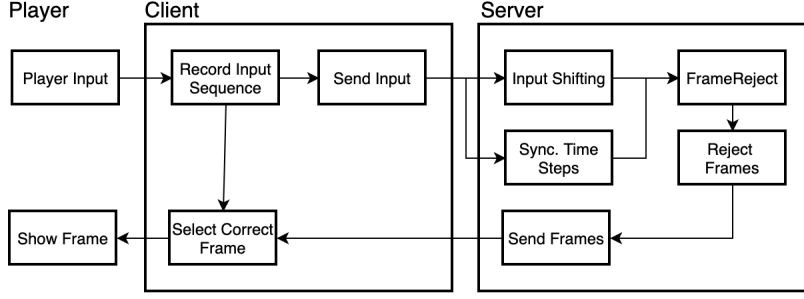 Player
Client
Server
Player Input
Record Input
Sequence
Send Input
Input Shifting
FrameReject
Sync. Time
Steps
Reject
Frames
Show Frame
Select Correct
Frame
Send Frames